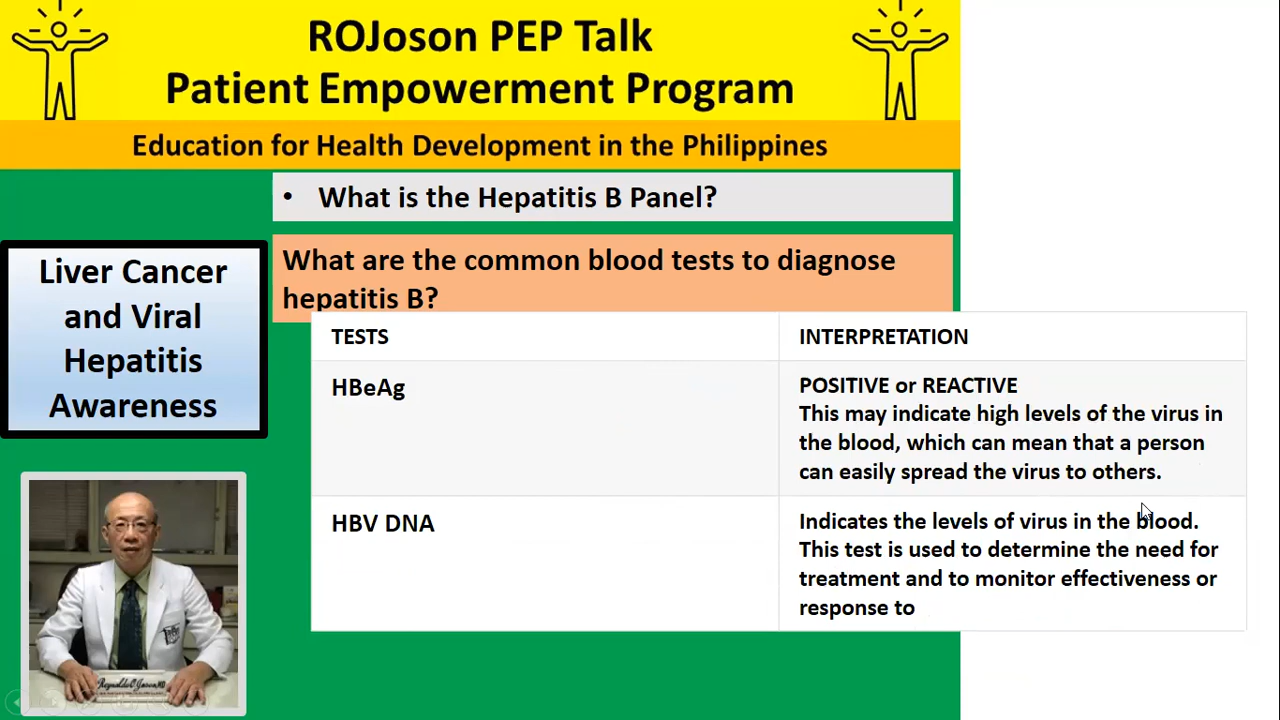 ROJoson PEP Talk
Patient Empowerment Program
Education for Health Development in the Philippines
• What is the Hepatitis B Panel?
What are the common blood tests to diagnose
hepatitis B?
Liver Cancer
and Viral
Hepatitis
Awareness
TESTS
INTERPRETATION
HBeAg
POSITIVE or REACTIVE
This may indicate high levels of the virus in
the blood, which can mean that a person
can easily spread the virus to others.
HBV DNA
Indicates the levels of virus in the blood.
This test is used to determine the need for
treatment and to monitor effectiveness or
response to